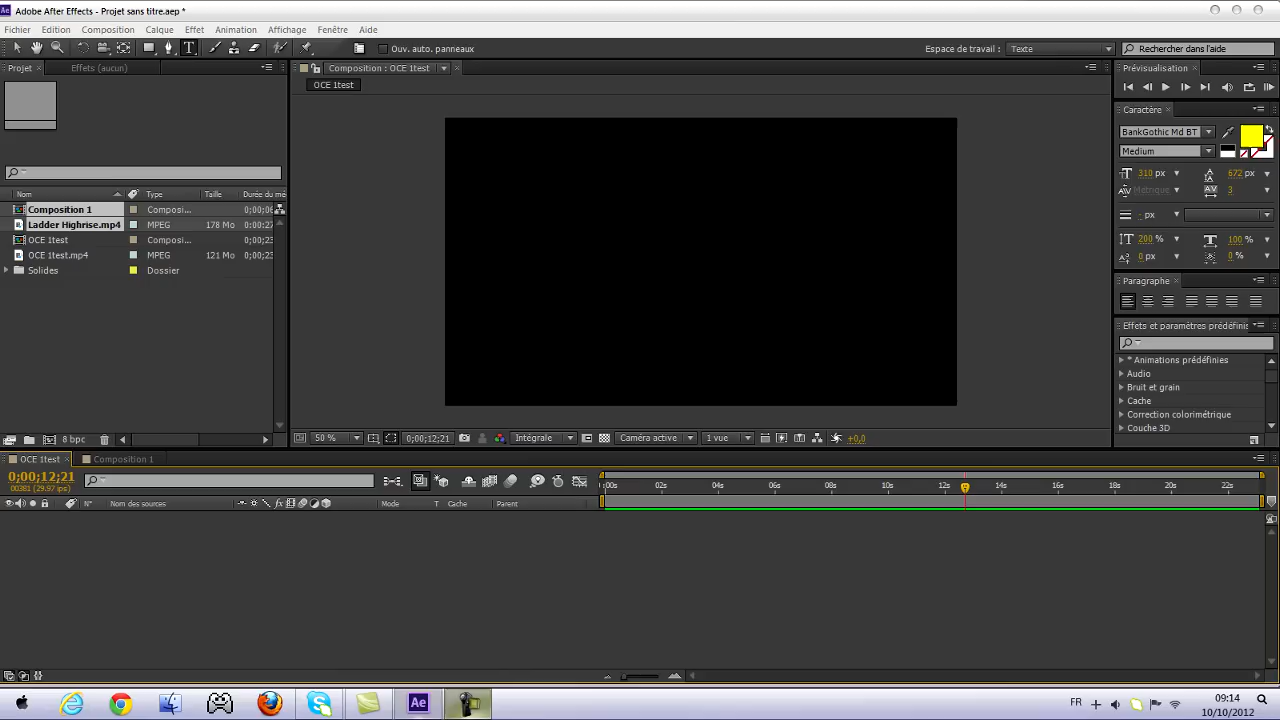 Adobe After Effects - Projet sans titre.aep *
Fichier Edition Composition Calque Effet Animation Affichage Fenêtre Aide
Ouv. auto. panneaux
Espace de travail : Texte
Rechercher dans l'aide
Projet Effets (aucun)
Composition : OCE 1test
Prévisualisation
OCE 1test
Caractère
BankGothic Md BT
Medium
310 px 672 px
Métrique 3
- px
200 % 100 %
0 px 0 %
Nom Type Taille Durée du mé
Composition 1 Composi... 0;00;0
Ladder Highrise.mp4 MPEG 178 Mo 0:00:27
OCE 1test Composi... 0;00;23
OCE 1test.mp4 MPEG 121 Mo 0;00;23
Solides Dossier
Paragraphe
Effets et paramètres prédéfinis
* Animations prédéfinies
Audio
Bruit et grain
Cache
Correction colorimétrique
Couche 3D
8 bpc
50 % 0;00;12;21 Intégrale Caméra active 1 vue +0,0
OCE 1test Composition 1
0;00;12;21
00381 (29.97 ips)
:00s 02s 04s 06s 08s 10s 12s 14s 16s 18s 20s 22s
N° Nom des sources Mode T Cache Parent
Ae
FR
09:14
10/10/2012